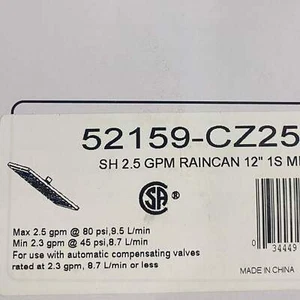 52159-CZ25
SH 2.5 GPM RAINCAN 12" 1S
SA
Max 2.5 gpm @ 80 psi,9.5 L/min
Min 2.3 gpm @ 45 psi,8.7 L/min
For use with automatic compensating valves
rated at 2.3 gpm, 8.7 L/min or less
0 34449
MADE IN CHINA